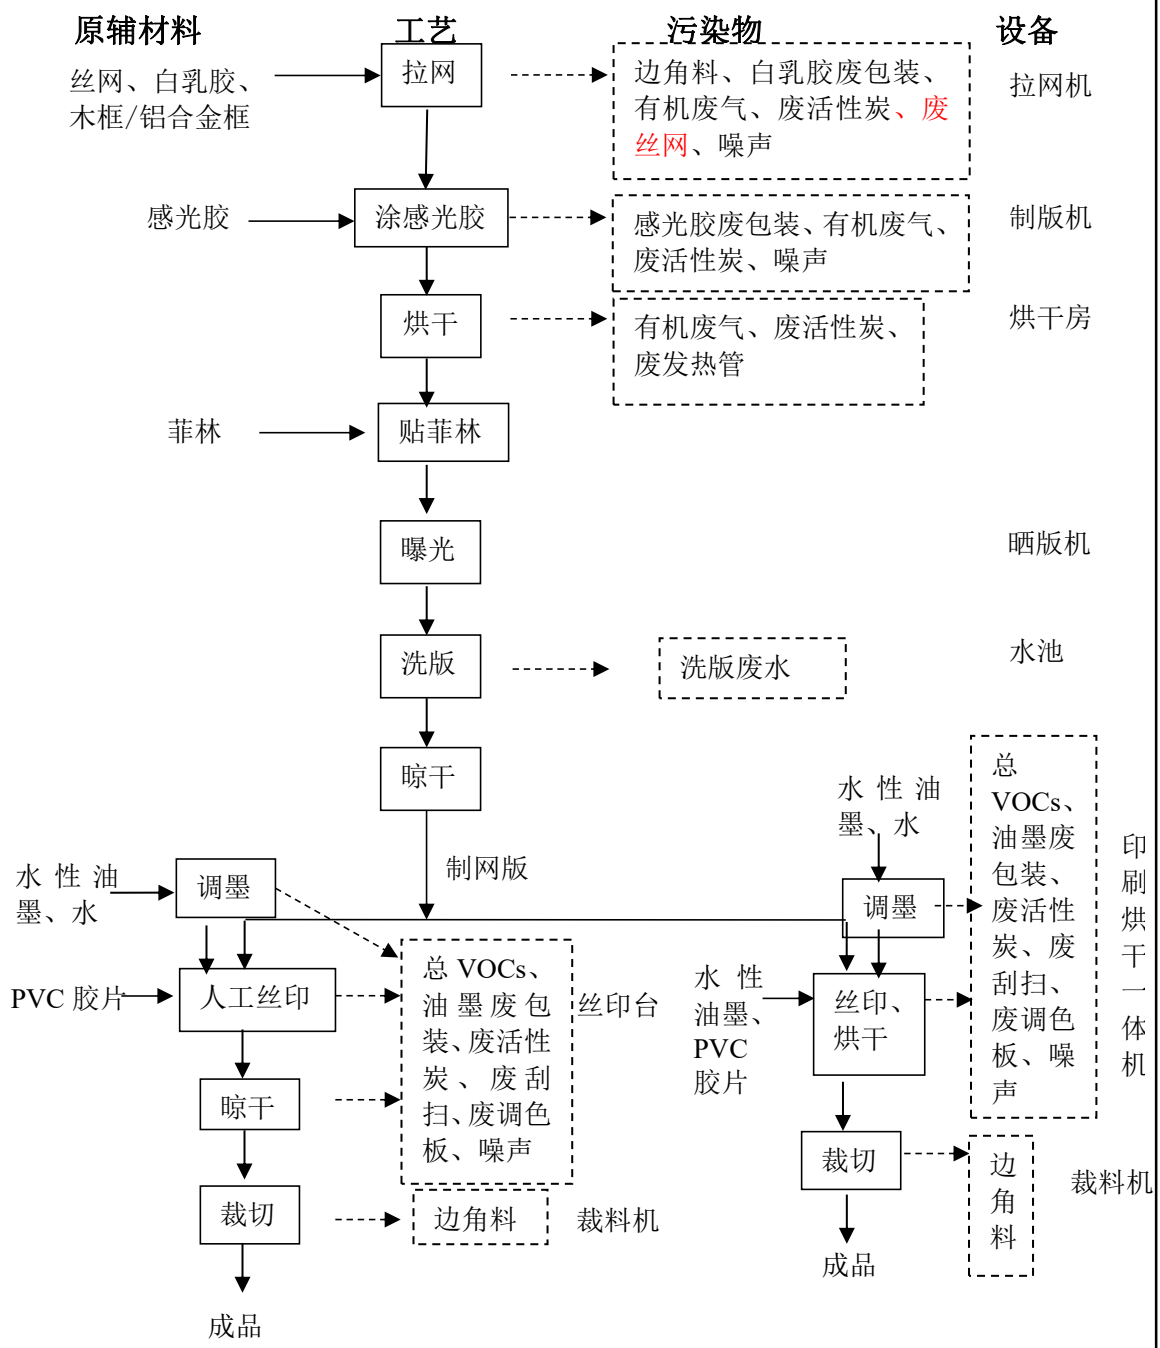 原辅材料 工艺 污染物 设备
丝网、白乳胶、
木框/铝合金框
拉网
边角料、白乳胶废包装、
有机废气、废活性炭、废
丝网、噪声
拉网机
感光胶
涂感光胶
感光胶废包装、有机废气、
废活性炭、噪声
制版机
烘干
有机废气、废活性炭、
废发热管
烘干房
菲林
贴菲林
曝光
晒版机
洗版
洗版废水
水池
晾干
制网版
水性油
墨、水
调墨
PVC 胶片
人工丝印
总 VOCs、
油墨废包
装、废活性
炭、废刮
扫、废调色
板、噪声
丝印台
晾干
裁切
边角料
裁料机
成品
水性油
墨、水
调墨
总
VOCs、
油墨废
包装、
废活性
炭、废
刮扫、
废调色
板、噪
声
印
刷
烘
干
一
体
机
水性
油墨、
PVC
胶片
丝印、
烘干
裁切
边
角
料
裁料机
成品